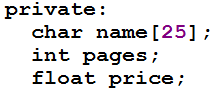 private:
  char name[25];
  int pages;
  float price;